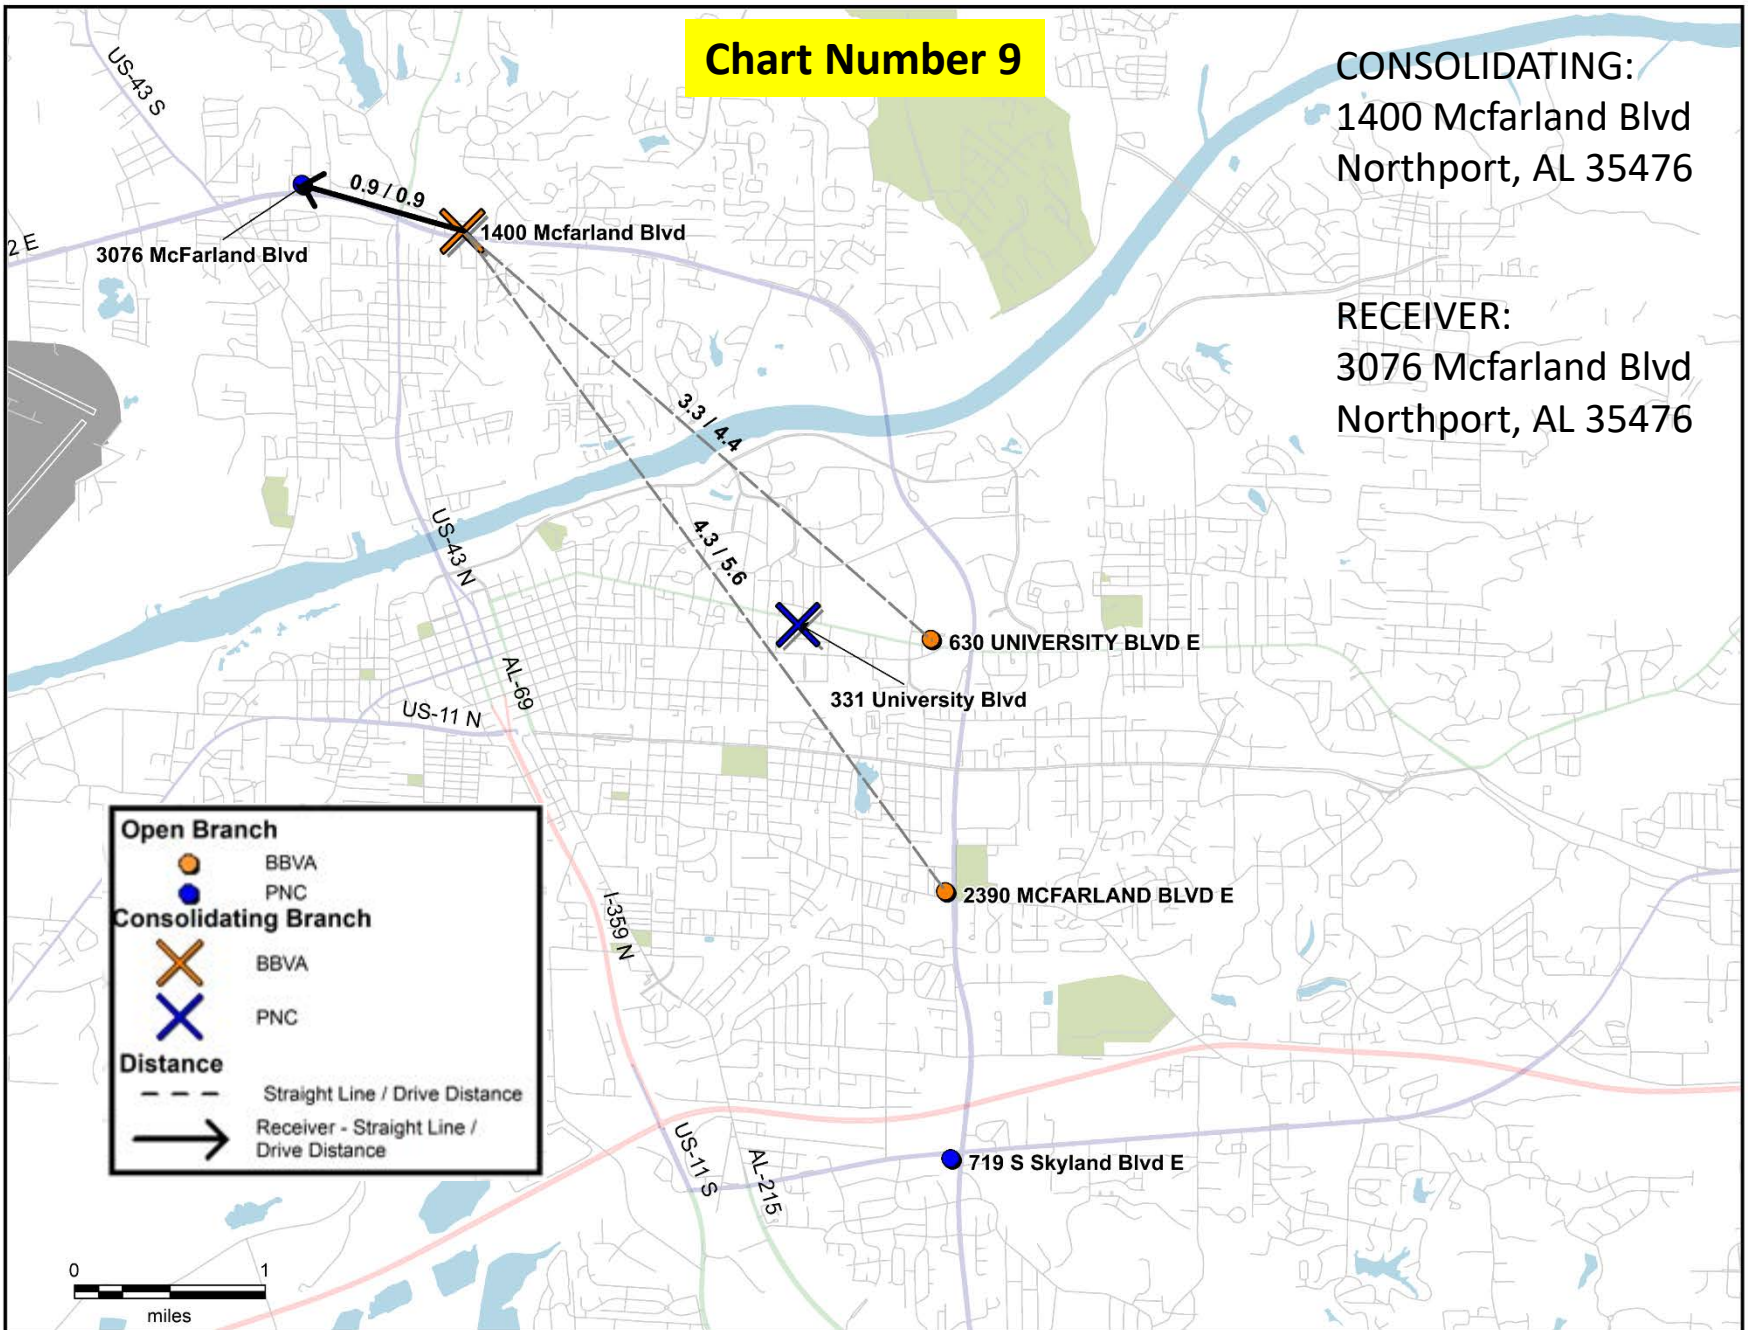 Chart Number 9
CONSOLIDATING:
1400 Mcfarland Blvd
Northport, AL 35476
RECEIVER:
3076 Mcfarland Blvd
Northport, AL 35476
US-43 S
0.9 / 0.9
1400 Mcfarland Blvd
2 E
3076 McFarland Blvd
3.3 / 4.4
US-43 N
4.3 / 5.6
630 UNIVERSITY BLVD E
331 University Blvd
AL-69
US-11 N
2390 MCFARLAND BLVD E
I-359 N
719 S Skyland Blvd E
US-11 S
AL-215
Open Branch
BBVA
PNC
Consolidating Branch
BBVA
PNC
Distance
Straight Line / Drive Distance
Receiver - Straight Line /
Drive Distance
0 1
miles